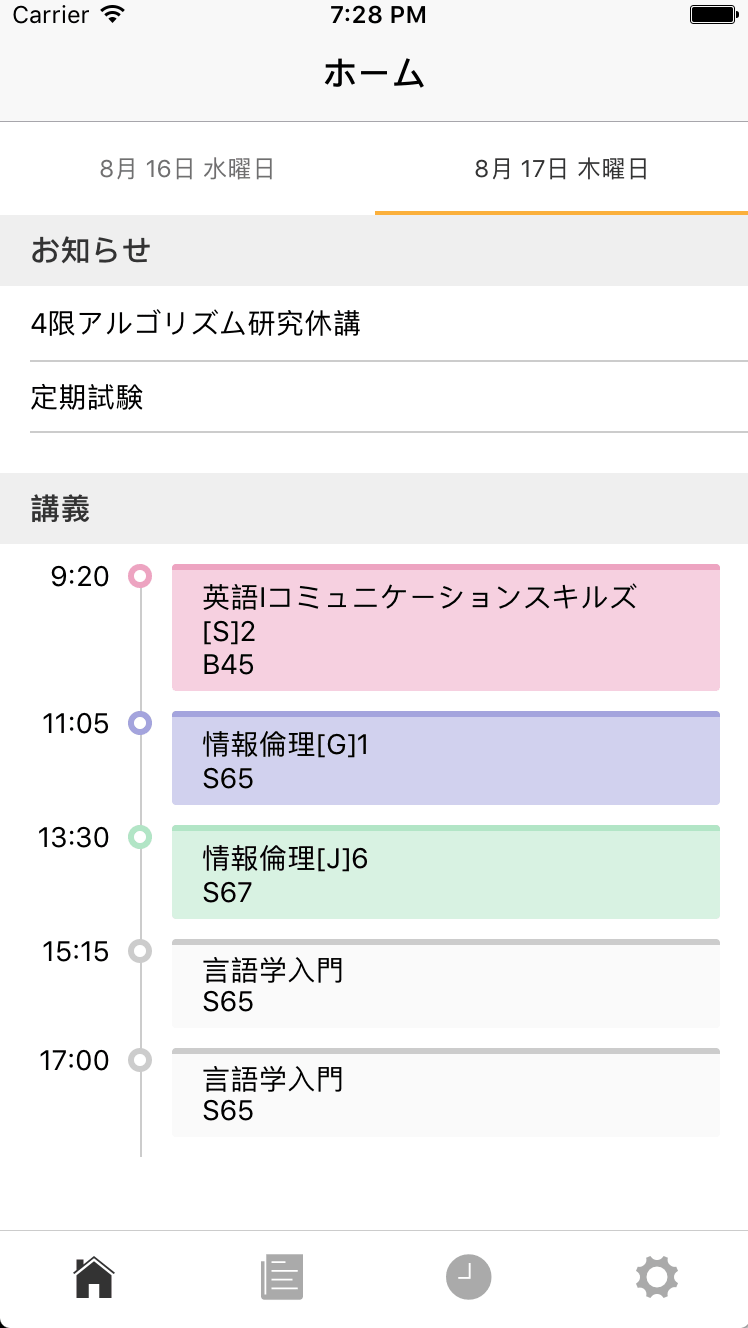 Carrier 7:28 PM
ホーム
8月 16日 水曜日 8月 17日 木曜日
お知らせ
4限アルゴリズム研究休講
定期試験
講義
9:20
英語Iコミュニケーションスキルズ
[S]2
B45
11:05
情報倫理[G]1
S65
13:30
情報倫理[J]6
S67
15:15
言語学入門
S65
17:00
言語学入門
S65